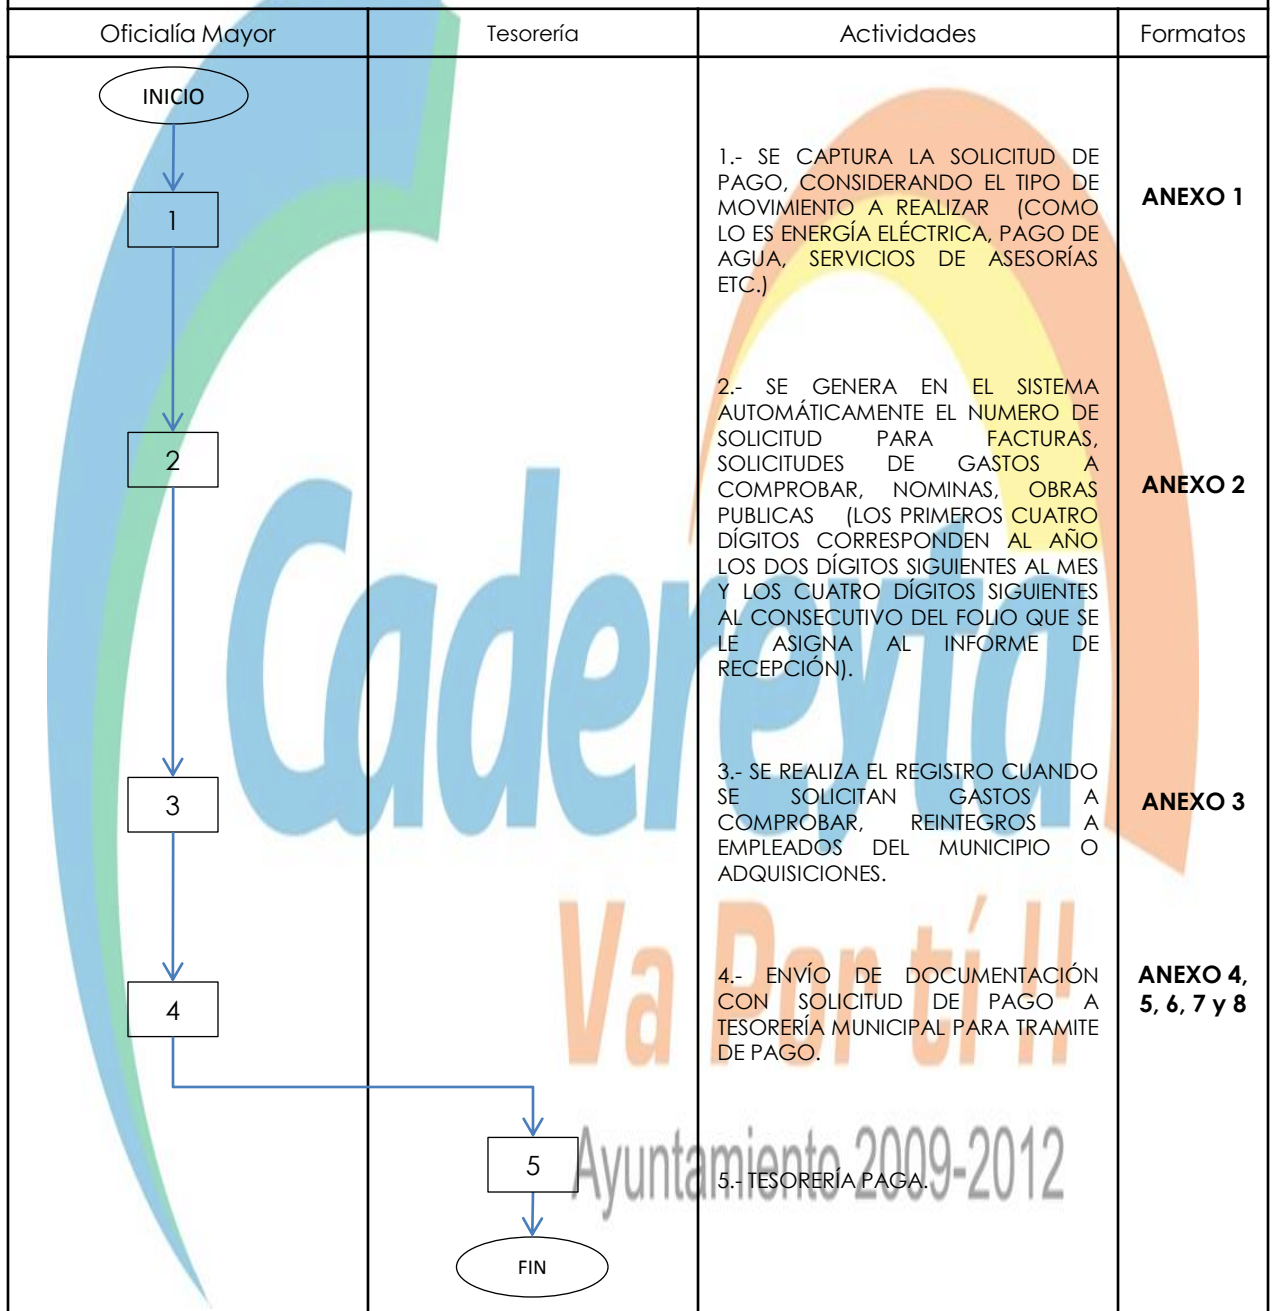 Oficialía Mayor
Tesorería
Actividades
Formatos
INICIO
1
1.- SE CAPTURA LA SOLICITUD DE
PAGO, CONSIDERANDO EL TIPO DE
MOVIMIENTO A REALIZAR (COMO
LO ES ENERGÍA ELÉCTRICA, PAGO DE
AGUA, SERVICIOS DE ASESORÍAS
ETC.)
ANEXO 1
2
2.- SE GENERA EN EL SISTEMA
AUTOMÁTICAMENTE EL NUMERO DE
SOLICITUD PARA FACTURAS,
SOLICITUDES DE GASTOS A
COMPROBAR, NOMINAS, OBRAS
PUBLICAS (LOS PRIMEROS CUATRO
DÍGITOS CORRESPONDEN AL AÑO
LOS DOS DÍGITOS SIGUIENTES AL MES
Y LOS CUATRO DÍGITOS SIGUIENTES
AL CONSECUTIVO DEL FOLIO QUE SE
LE ASIGNA AL INFORME DE
RECEPCIÓN).
ANEXO 2
Cadereyta
3
3.- SE REALIZA EL REGISTRO CUANDO
SE SOLICITAN GASTOS A
COMPROBAR, REINTEGROS A
EMPLEADOS DEL MUNICIPIO O
ADQUISICIONES.
ANEXO 3
Va Por tí !!
4
4.- ENVÍO DE DOCUMENTACIÓN
CON SOLICITUD DE PAGO A
TESORERÍA MUNICIPAL PARA TRAMITE
DE PAGO.
ANEXO 4,
5, 6, 7 y 8
5
Ayuntamiento 2009-2012
5.- TESORERÍA PAGA.
FIN